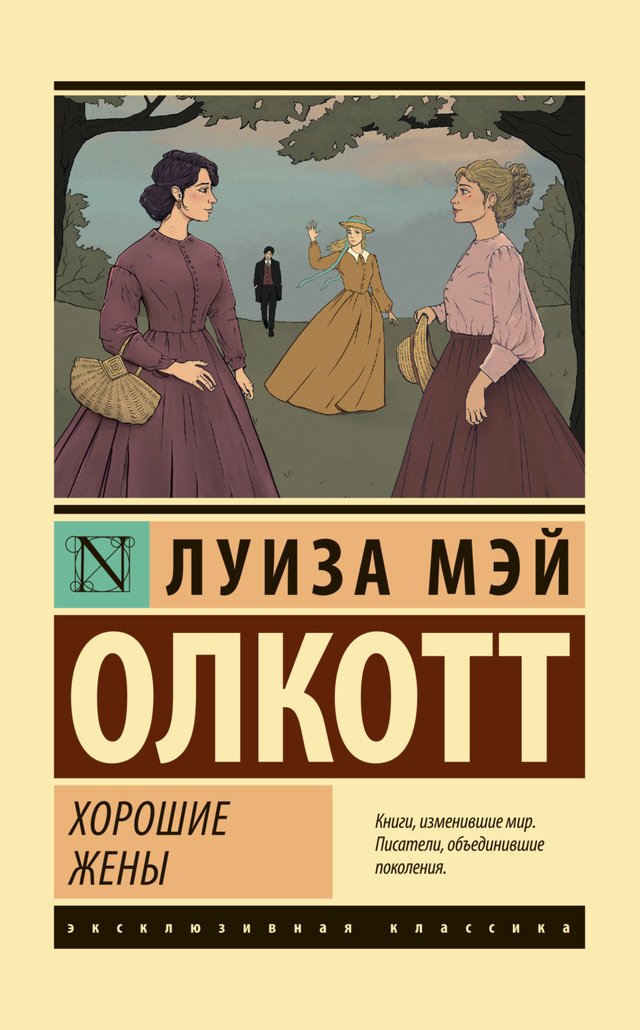 N
ЛУИЗА МЭЙ
ОЛКОТТ
ХОРОШИЕ
ЖЕНЫ
Книги, изменившие мир.
Писатели, объединившие
поколения.
эксклюзивная классика